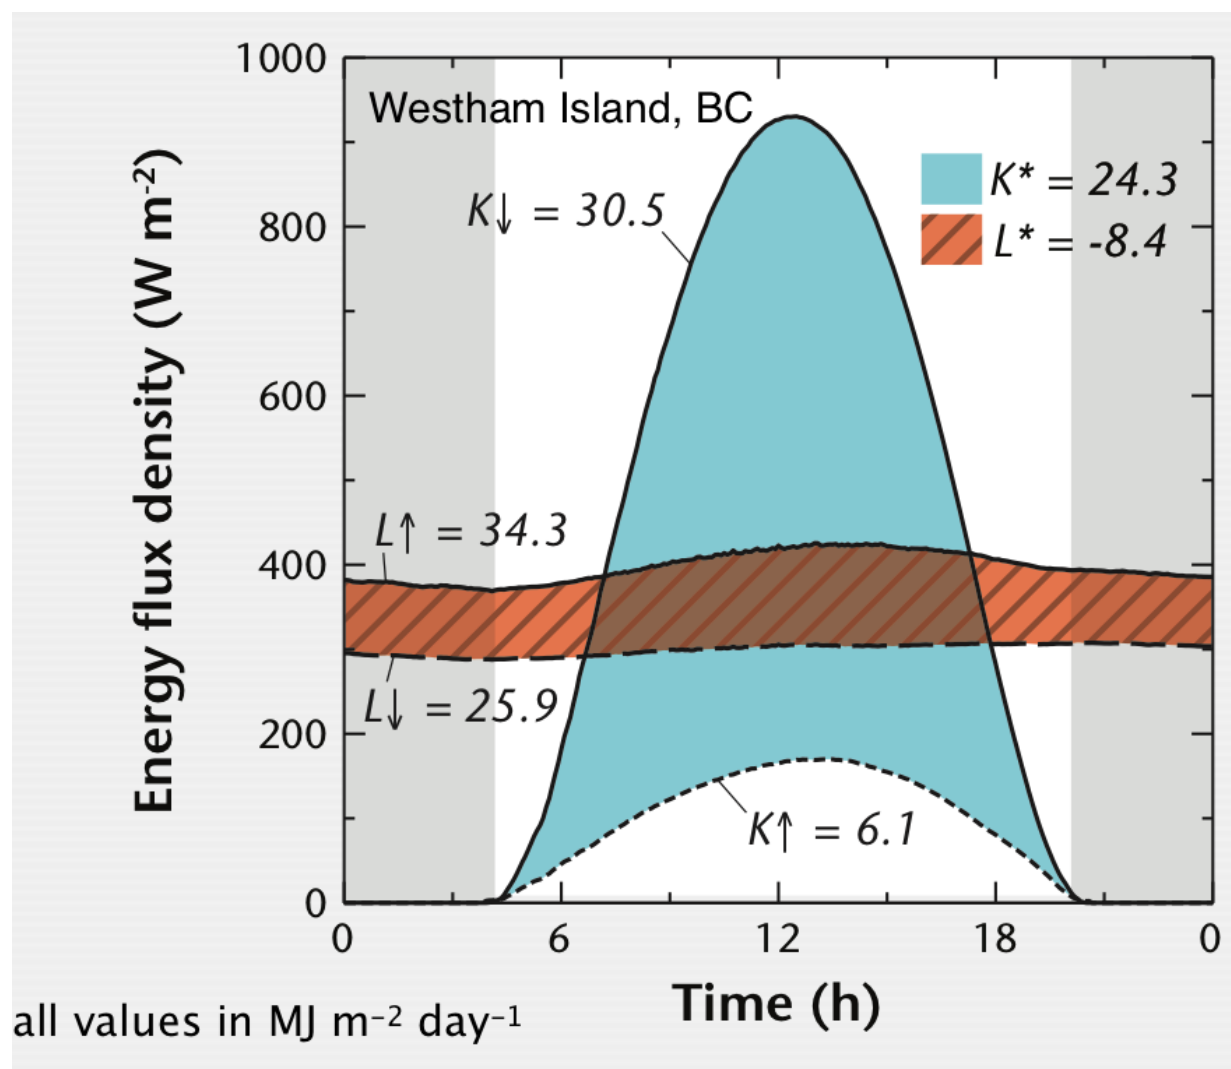 Westham Island, BC
K↓ = 30.5
K* = 24.3
L* = -8.4
L↑ = 34.3
L↓ = 25.9
K↑ = 6.1
Energy flux density (W m⁻²)
1000
800
600
400
200
0
0 6 12 18 0
Time (h)
all values in MJ m⁻² day⁻¹